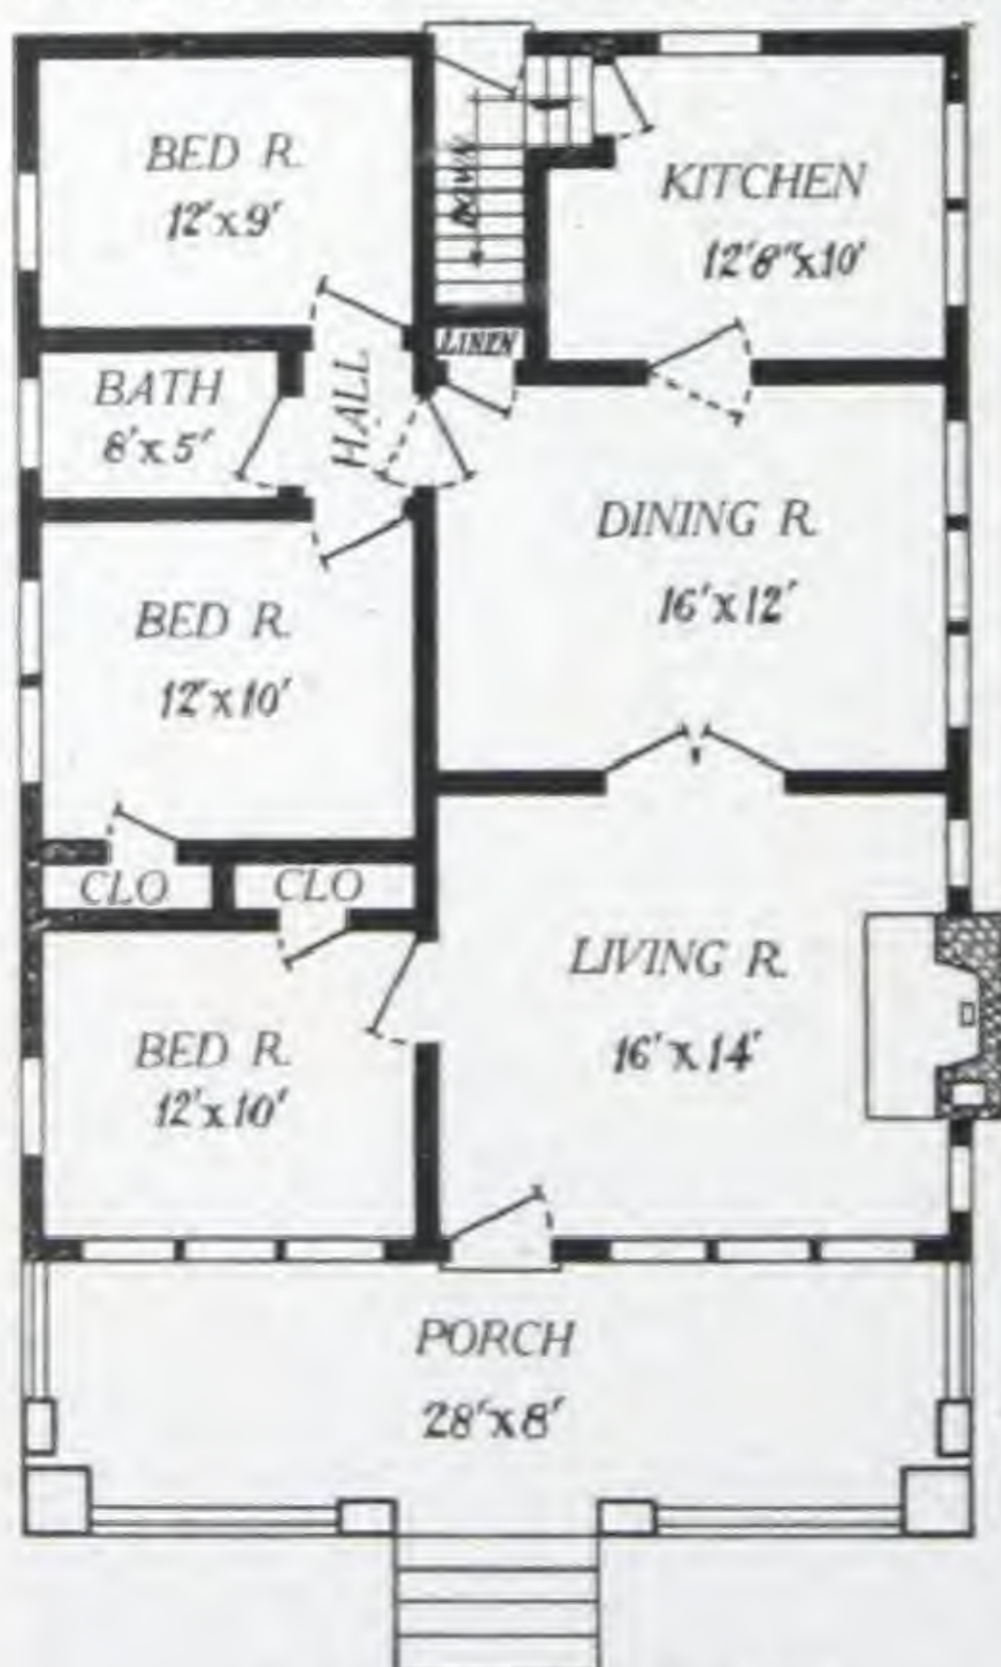 BED R.
12'x9'
DOWN
KITCHEN
12'8"x10'
LINEN
BATH
8'x5'
HALL
DINING R.
16'x12'
BED R.
12'x10'
CLO
CLO
LIVING R.
16'x14'
BED R.
12'x10'
PORCH
28'x8'